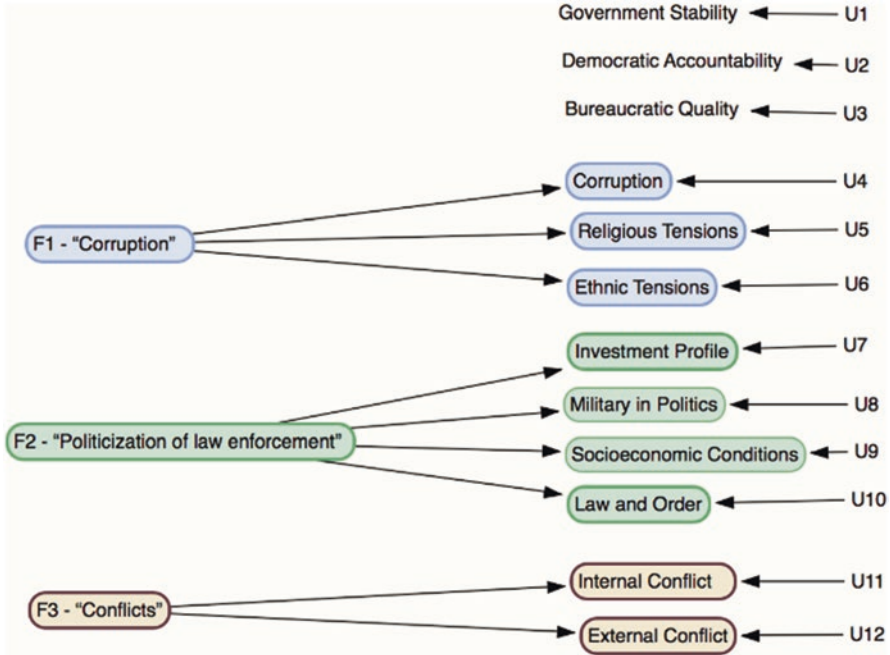 Government Stability U1
Democratic Accountability U2
Bureaucratic Quality U3
Corruption U4
F1 - “Corruption” Religious Tensions U5
Ethnic Tensions U6
Investment Profile U7
Military in Politics U8
F2 - “Politicization of law enforcement” Socioeconomic Conditions U9
Law and Order U10
Internal Conflict U11
F3 - “Conflicts”
External Conflict U12